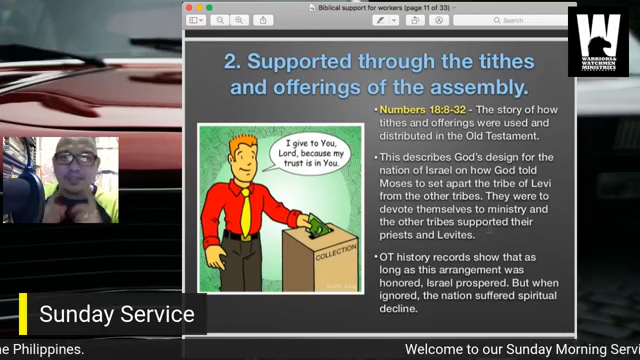 Biblical support for workers (page 11 of 33)
Search
WARRIORS &
WATCHMEN
MINISTRIES
2. Supported through the tithes
and offerings of the assembly.
I give to You,
Lord, because my
trust is in You.
COLLECTION
• Numbers 18:8-32 - The story of how
tithes and offerings were used and
distributed in the Old Testament.
• This describes God's design for the
nation of Israel on how God told
Moses to set apart the tribe of Levi
from the other tribes. They were to
devote themselves to ministry and
the other tribes supported their
priests and Levites.
• OT history records show that as
long as this arrangement was
honored, Israel prospered. But when
ignored, the nation suffered spiritual
decline.
Sunday Service
he Philippines.
Welcome to our Sunday Morning Servi